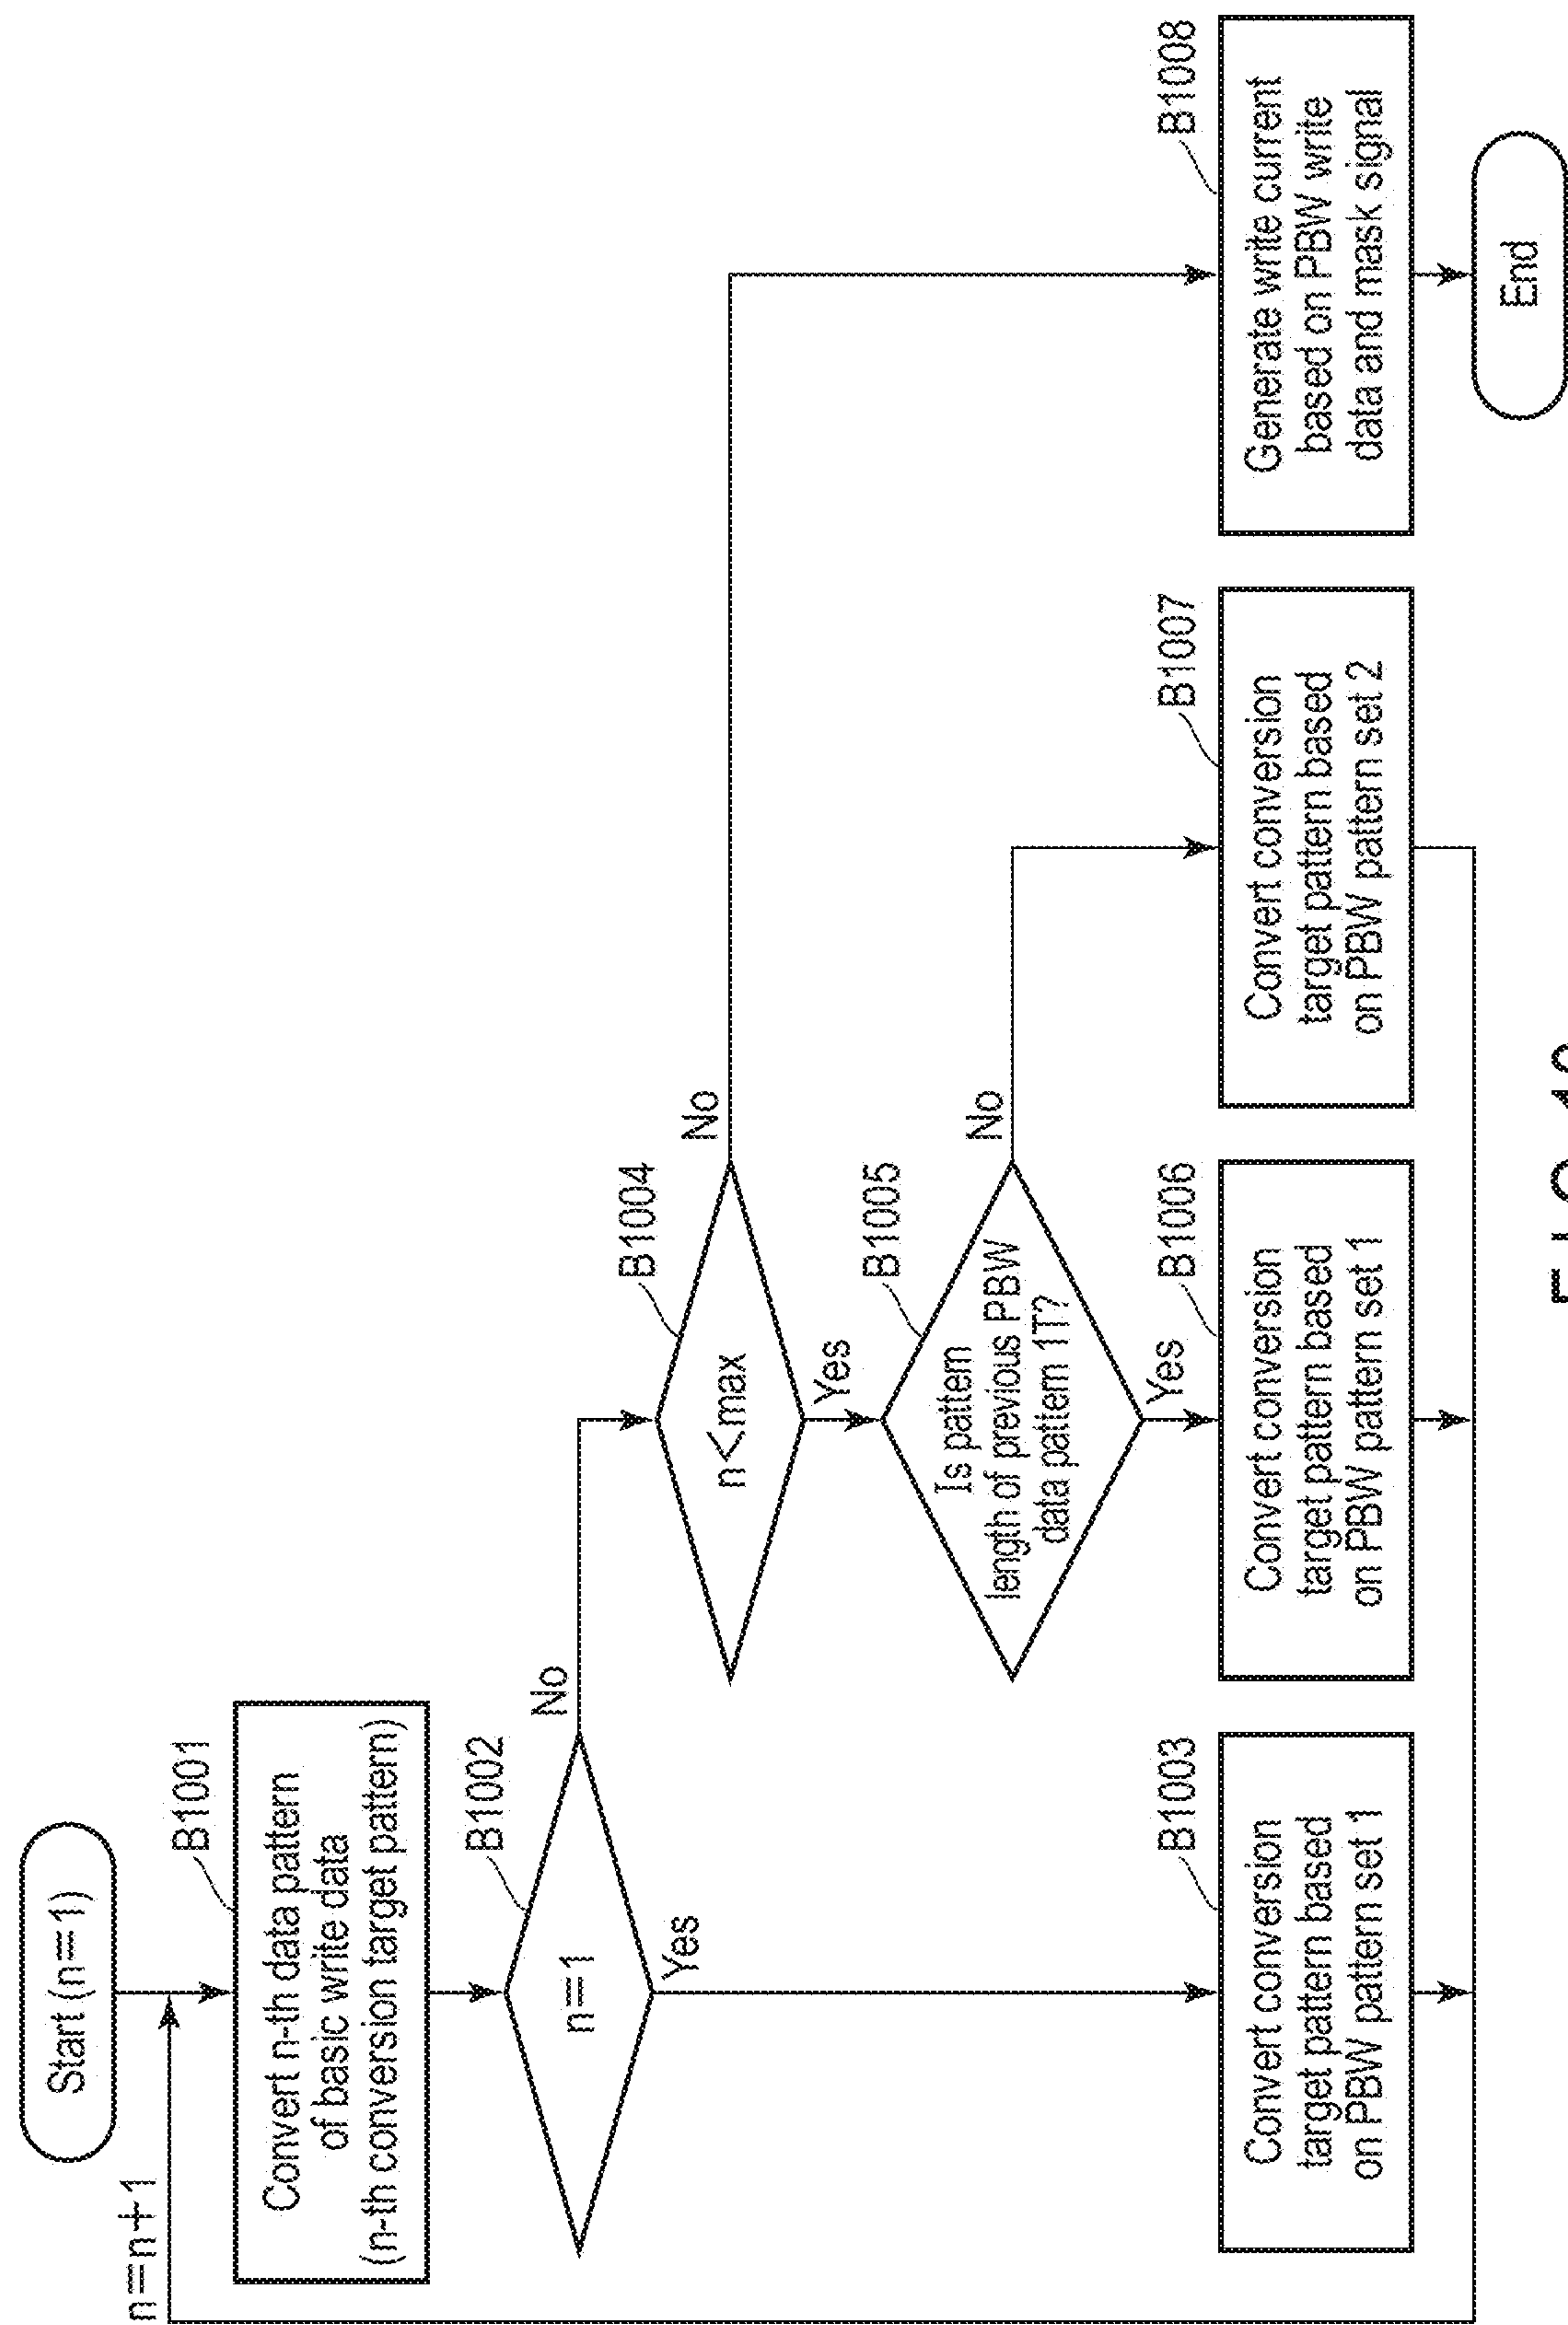 Start (n=1)
n=n+1
B1001
Convert n-th data pattern
of basic write data
(n-th conversion target pattern)
B1002
n=1
No
Yes
B1004
n<max
No
Yes
B1005
Is pattern
length of previous PBW
data pattern 1T?
No
Yes
B1003
Convert conversion
target pattern based
on PBW pattern set 1
B1006
Convert conversion
target pattern based
on PBW pattern set 1
B1007
Convert conversion
target pattern based
on PBW pattern set 2
B1008
Generate write current
based on PBW write
data and mask signal
End